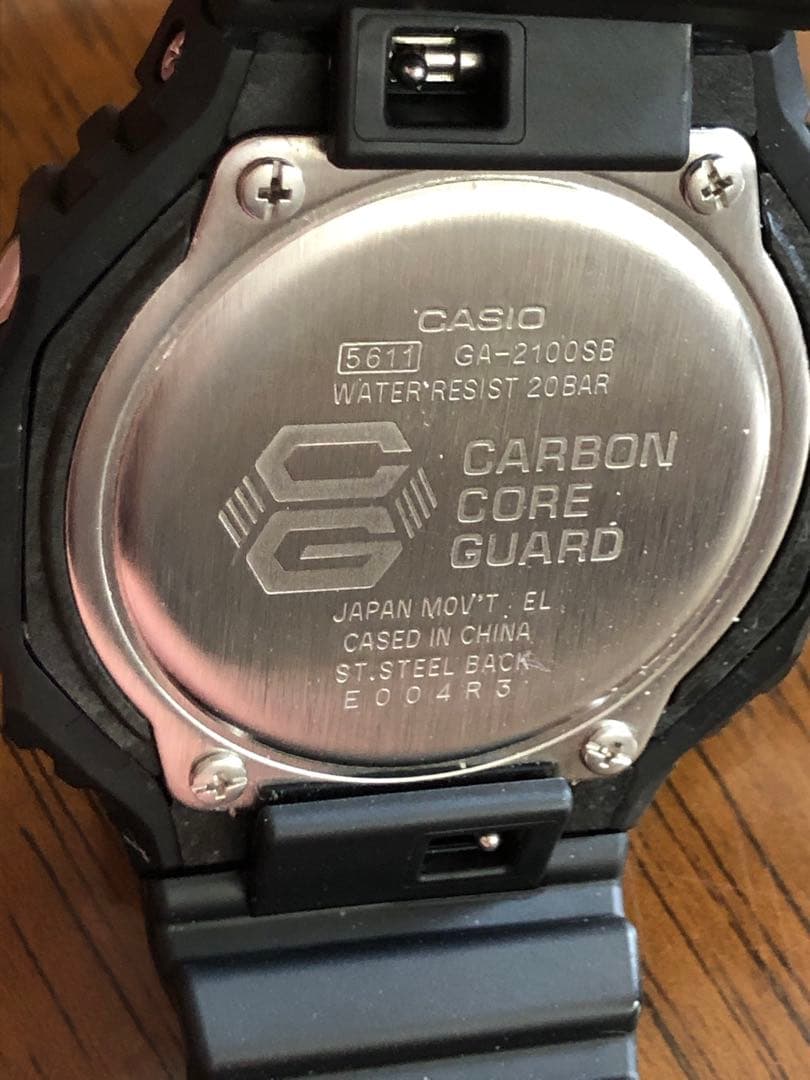 CASIO
5611 GA-2100SB
WATER RESIST 20BAR
CG
CARBON
CORE
GUARD
JAPAN MOV'T. EL
CASED IN CHINA
ST.STEEL BACK
E004R3